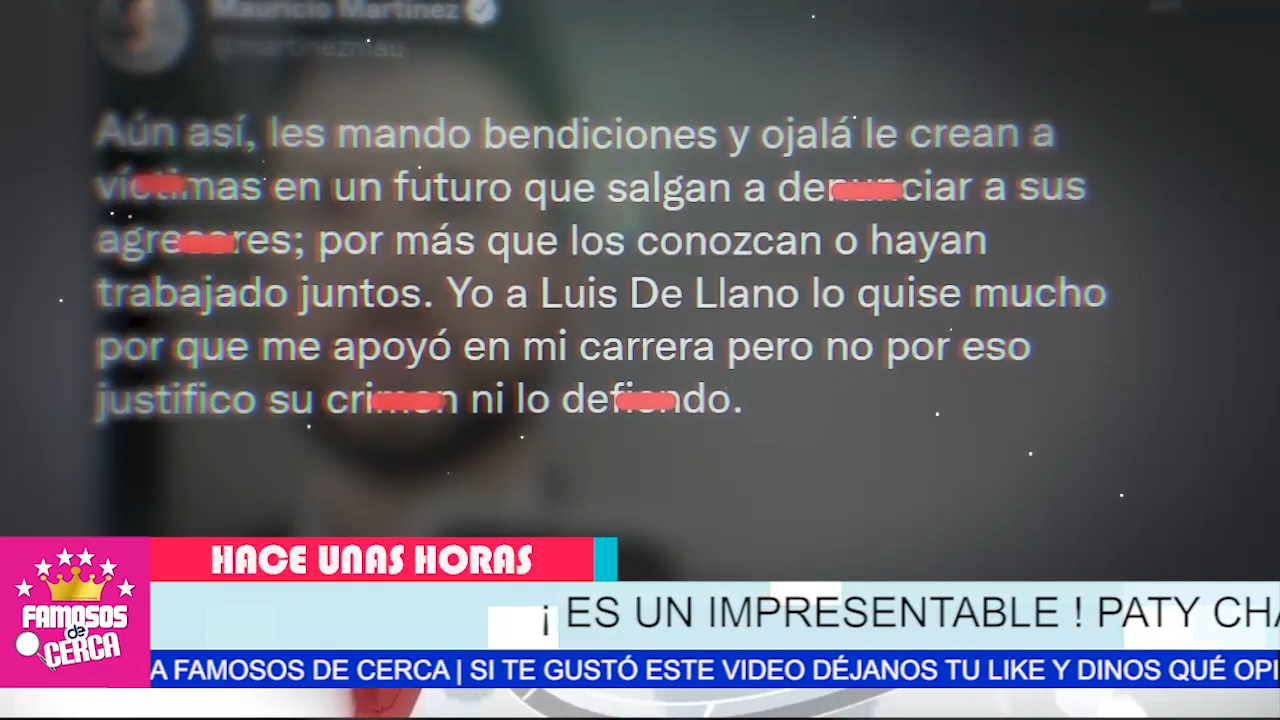 Mauricio Martínez
@martinezmau
Aún así, les mando bendiciones y ojalá le crean a
víctimas en un futuro que salgan a denunciar a sus
agresores; por más que los conozcan o hayan
trabajado juntos. Yo a Luis De Llano lo quise mucho
por que me apoyó en mi carrera pero no por eso
justifico su crimen ni lo defiendo.
HACE UNAS HORAS
FAMOSOS
de
CERCA
¡ ES UN IMPRESENTABLE ! PATY CHA
A FAMOSOS DE CERCA | SI TE GUSTÓ ESTE VIDEO DÉJANOS TU LIKE Y DINOS QUÉ OPI